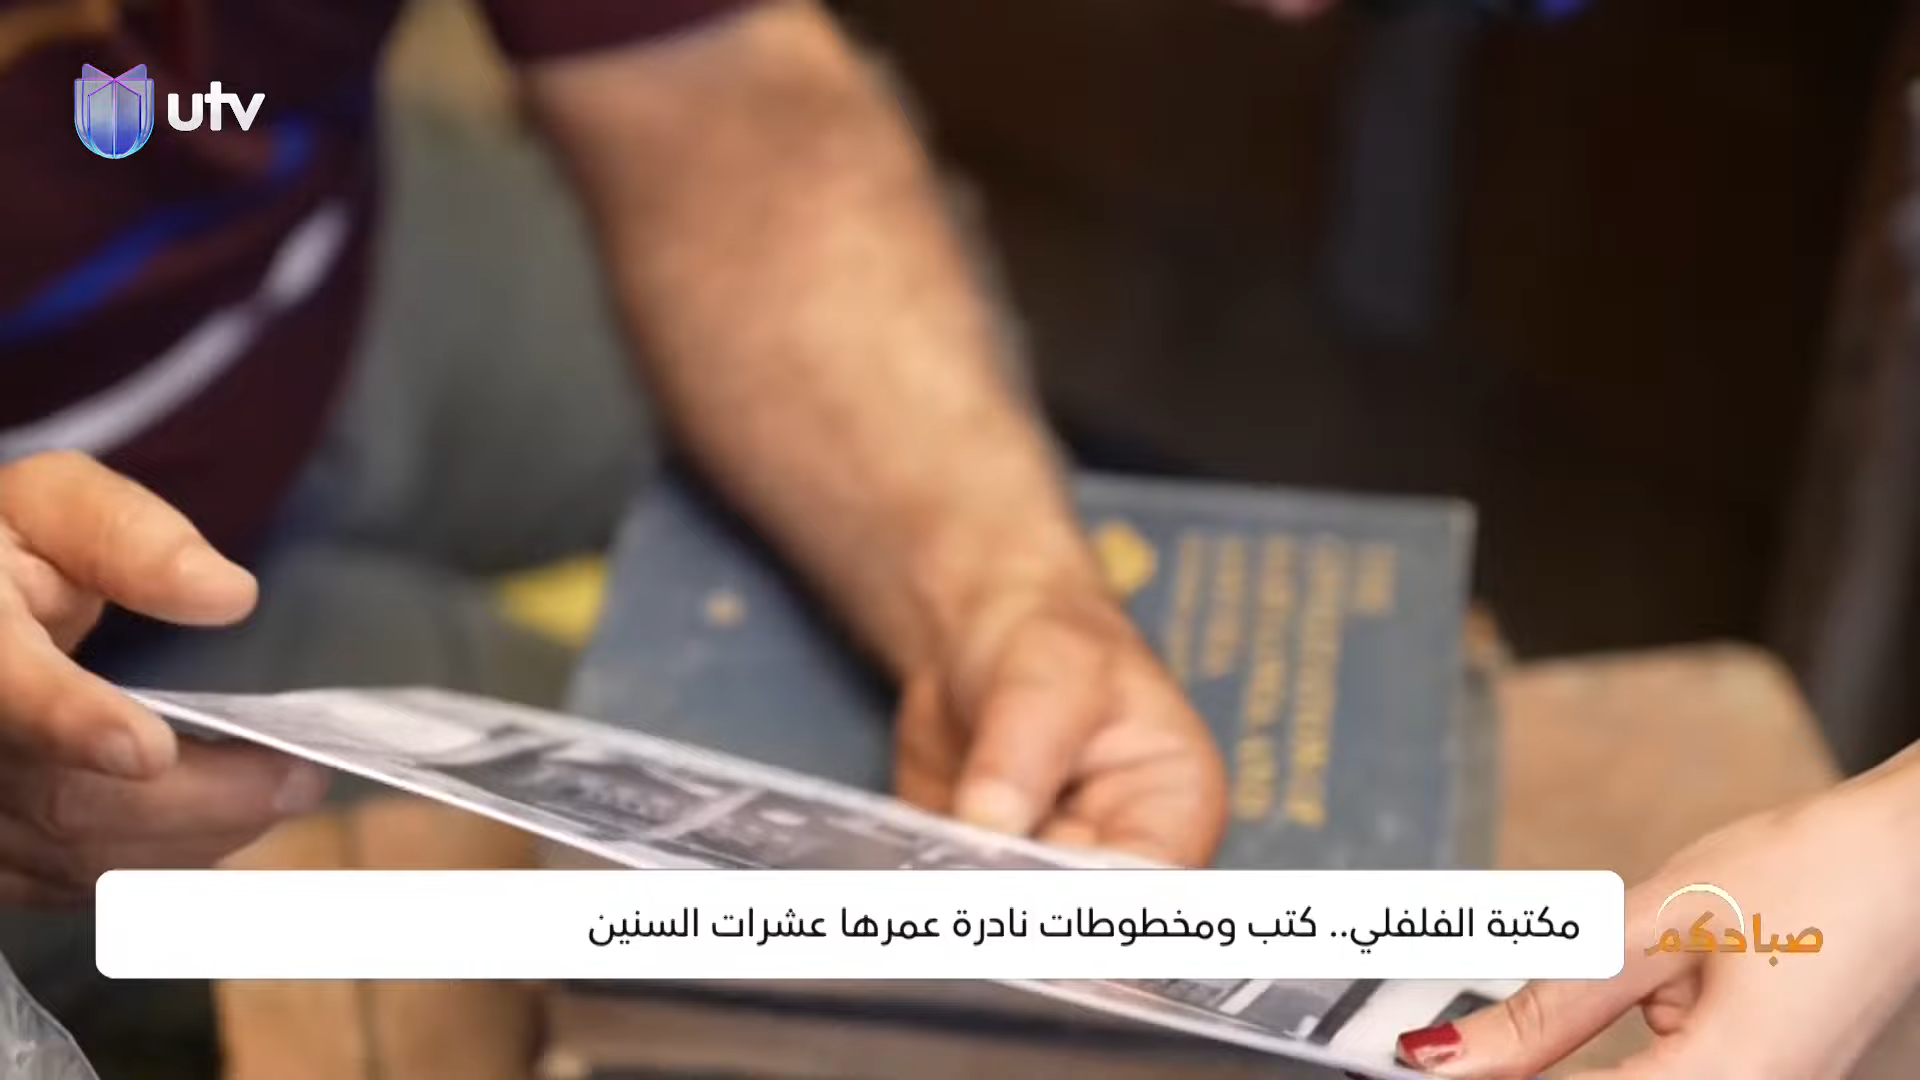 utv
مكتبة الفلفلي.. كتب ومخطوطات نادرة عمرها عشرات السنين
صباحكم